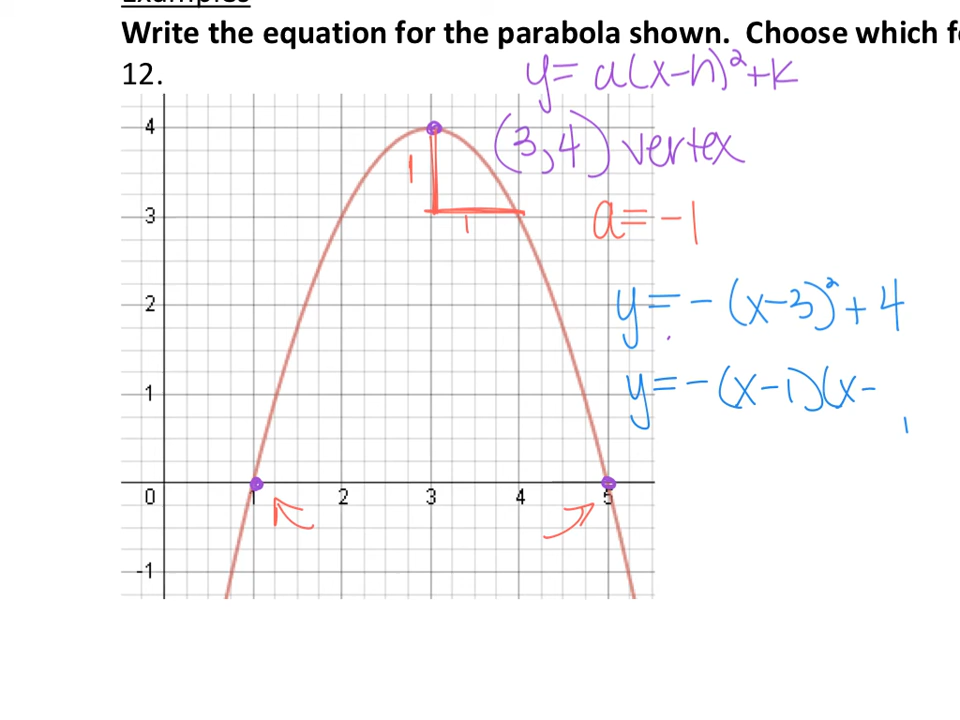 Examples
Write the equation for the parabola shown. Choose which f
12.
y = a(x-h)²+k
(3,4) vertex
a = -1
y = - (x-3)² + 4
y = - (x-1)(x-
4
3
2
1
0
-1
1
2
3
4
5
1
1